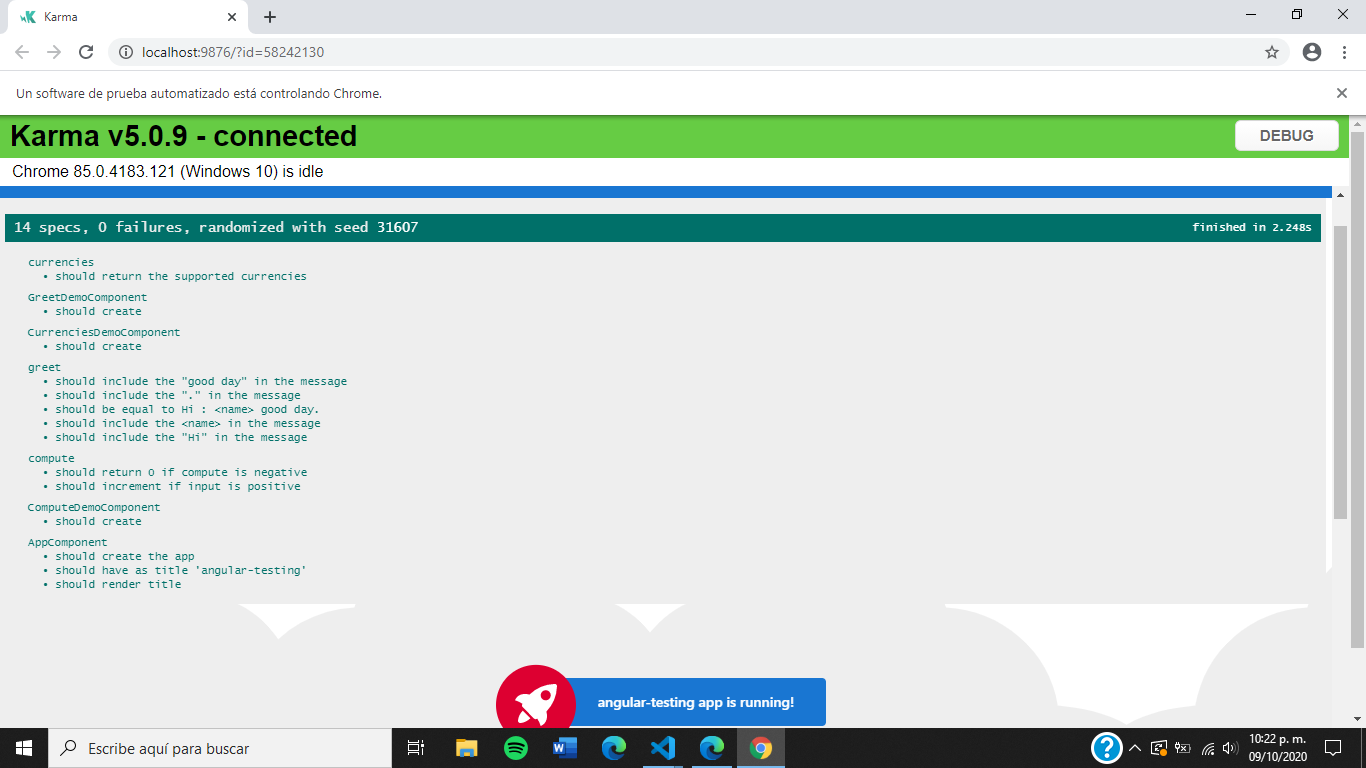 Karma
localhost:9876/?id=58242130
Un software de prueba automatizado está controlando Chrome.
Karma v5.0.9 - connected
DEBUG
Chrome 85.0.4183.121 (Windows 10) is idle
14 specs, 0 failures, randomized with seed 31607
finished in 2.248s
currencies
• should return the supported currencies
GreetDemoComponent
• should create
CurrenciesDemoComponent
• should create
greet
• should include the "good day" in the message
• should include the "." in the message
• should be equal to Hi : <name> good day.
• should include the <name> in the message
• should include the "Hi" in the message
compute
• should return 0 if compute is negative
• should increment if input is positive
ComputeDemoComponent
• should create
AppComponent
• should create the app
• should have as title 'angular-testing'
• should render title
angular-testing app is running!
Escribe aquí para buscar
10:22 p. m.
09/10/2020